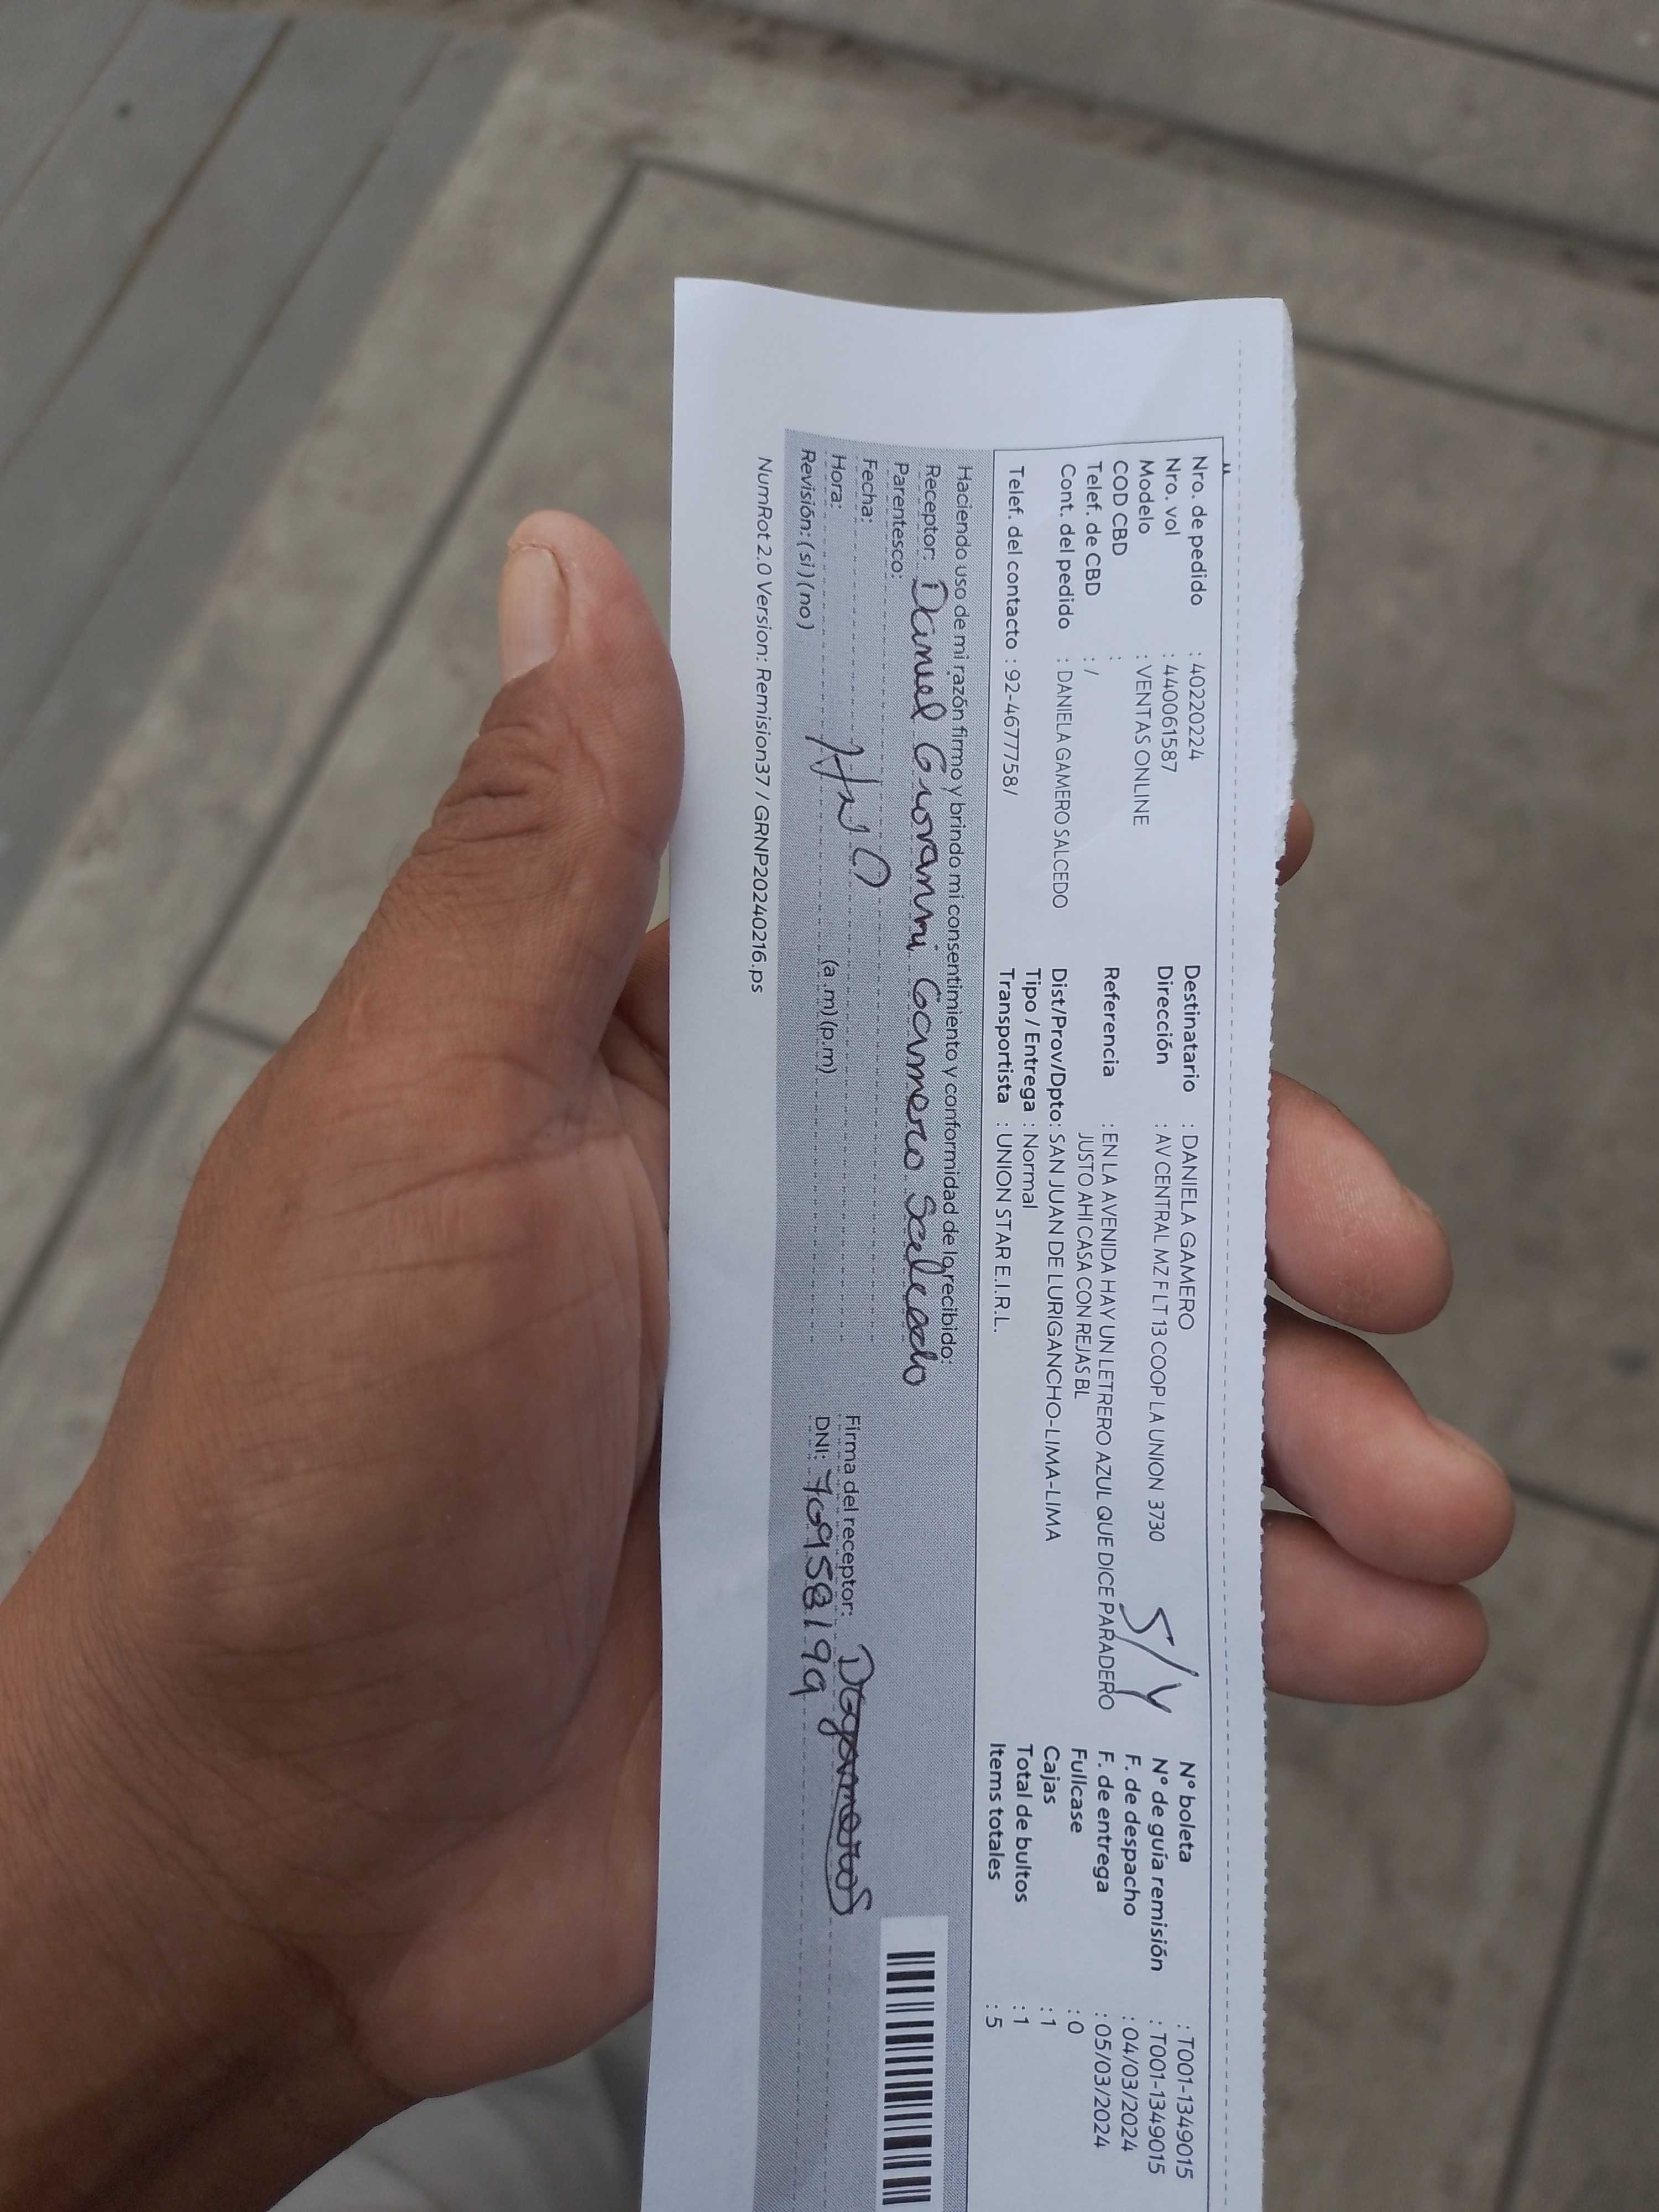 Nro. de pedido : 40220224
Nro. vol : 440061587
Modelo : VENTAS ONLINE
COD CBD :
Telef. de CBD : /
Cont. del pedido : DANIELA GAMERO SALCEDO
Telef. del contacto : 92-4677758/
Destinatario : DANIELA GAMERO
Dirección : AV CENTRAL MZ F LT 13 COOP LA UNION 3730
S/Y
Referencia : EN LA AVENIDA HAY UN LETRERO AZUL QUE DICE PARADERO
JUSTO AHI CASA CON REJAS BL
Dist/Prov/Dpto : SAN JUAN DE LURIGANCHO-LIMA-LIMA
Tipo / Entrega : Normal
Transportista : UNION STAR E.I.R.L.
N° boleta : T001-1349015
N° de guía remisión : T001-1349015
F. de despacho : 04/03/2024
F. de entrega : 05/03/2024
Fullcase : 0
Cajas : 1
Total de bultos : 1
Items totales : 5
Haciendo uso de mi razón firmo y brindo mi consentimiento y conformidad de lo recibido:
Receptor: Daniel Giovanni Gamero Salcedo
Parentesco:
Fecha:
Hora: (a.m) (p.m)
Revisión: (si) (no)
Firma del receptor: DGgamero
DNI: 70958199
NumRot 2.0 Version: Remision37 / GRNP20240216.ps